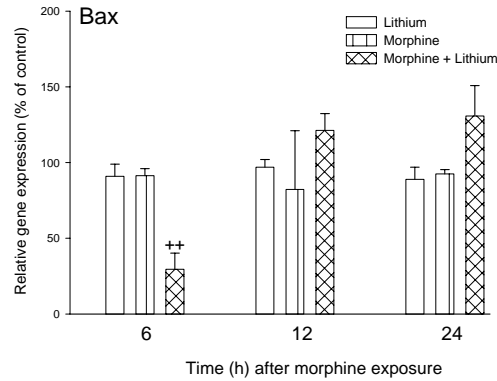 Bax
Lithium
Morphine
Morphine + Lithium
Relative gene expression (% of control)
200
150
100
50
0
++
6 12 24
Time (h) after morphine exposure